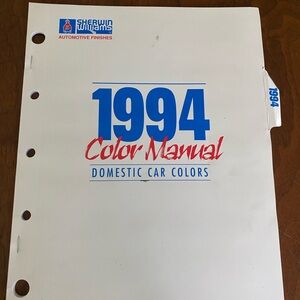 SHERWIN
WILLIAMS
AUTOMOTIVE FINISHES
1994
1994
Color Manual
DOMESTIC CAR COLORS